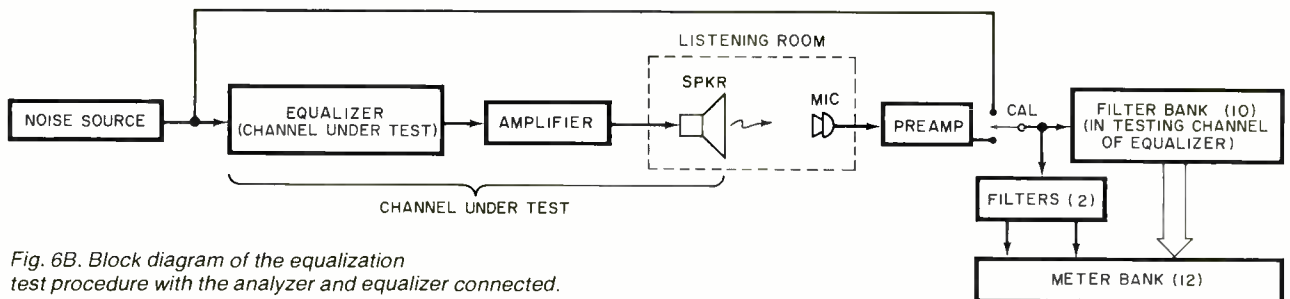 LISTENING ROOM
SPKR
MIC
NOISE SOURCE
EQUALIZER
(CHANNEL UNDER TEST)
AMPLIFIER
PREAMP
CAL
FILTER BANK (10)
(IN TESTING CHANNEL
OF EQUALIZER)
CHANNEL UNDER TEST
FILTERS (2)
METER BANK (12)
Fig. 6B. Block diagram of the equalization
test procedure with the analyzer and equalizer connected.